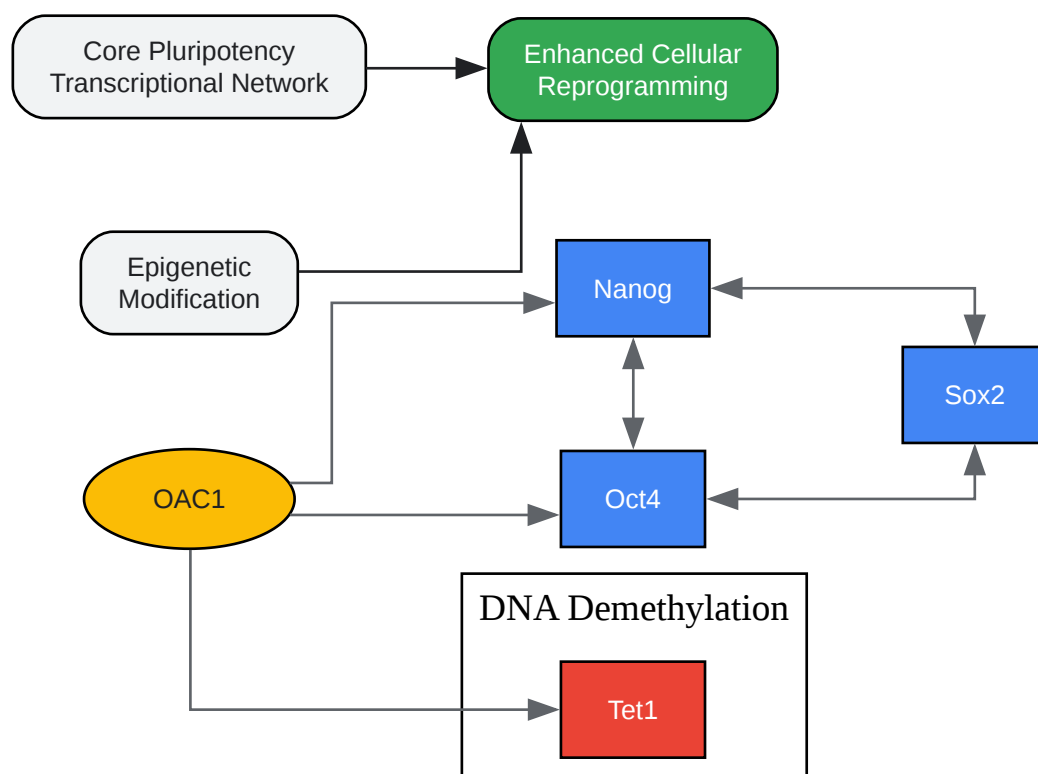 Core Pluripotency
Transcriptional Network
Enhanced Cellular
Reprogramming
Epigenetic
Modification
Nanog
Sox2
OAC1
Oct4
DNA Demethylation
Tet1